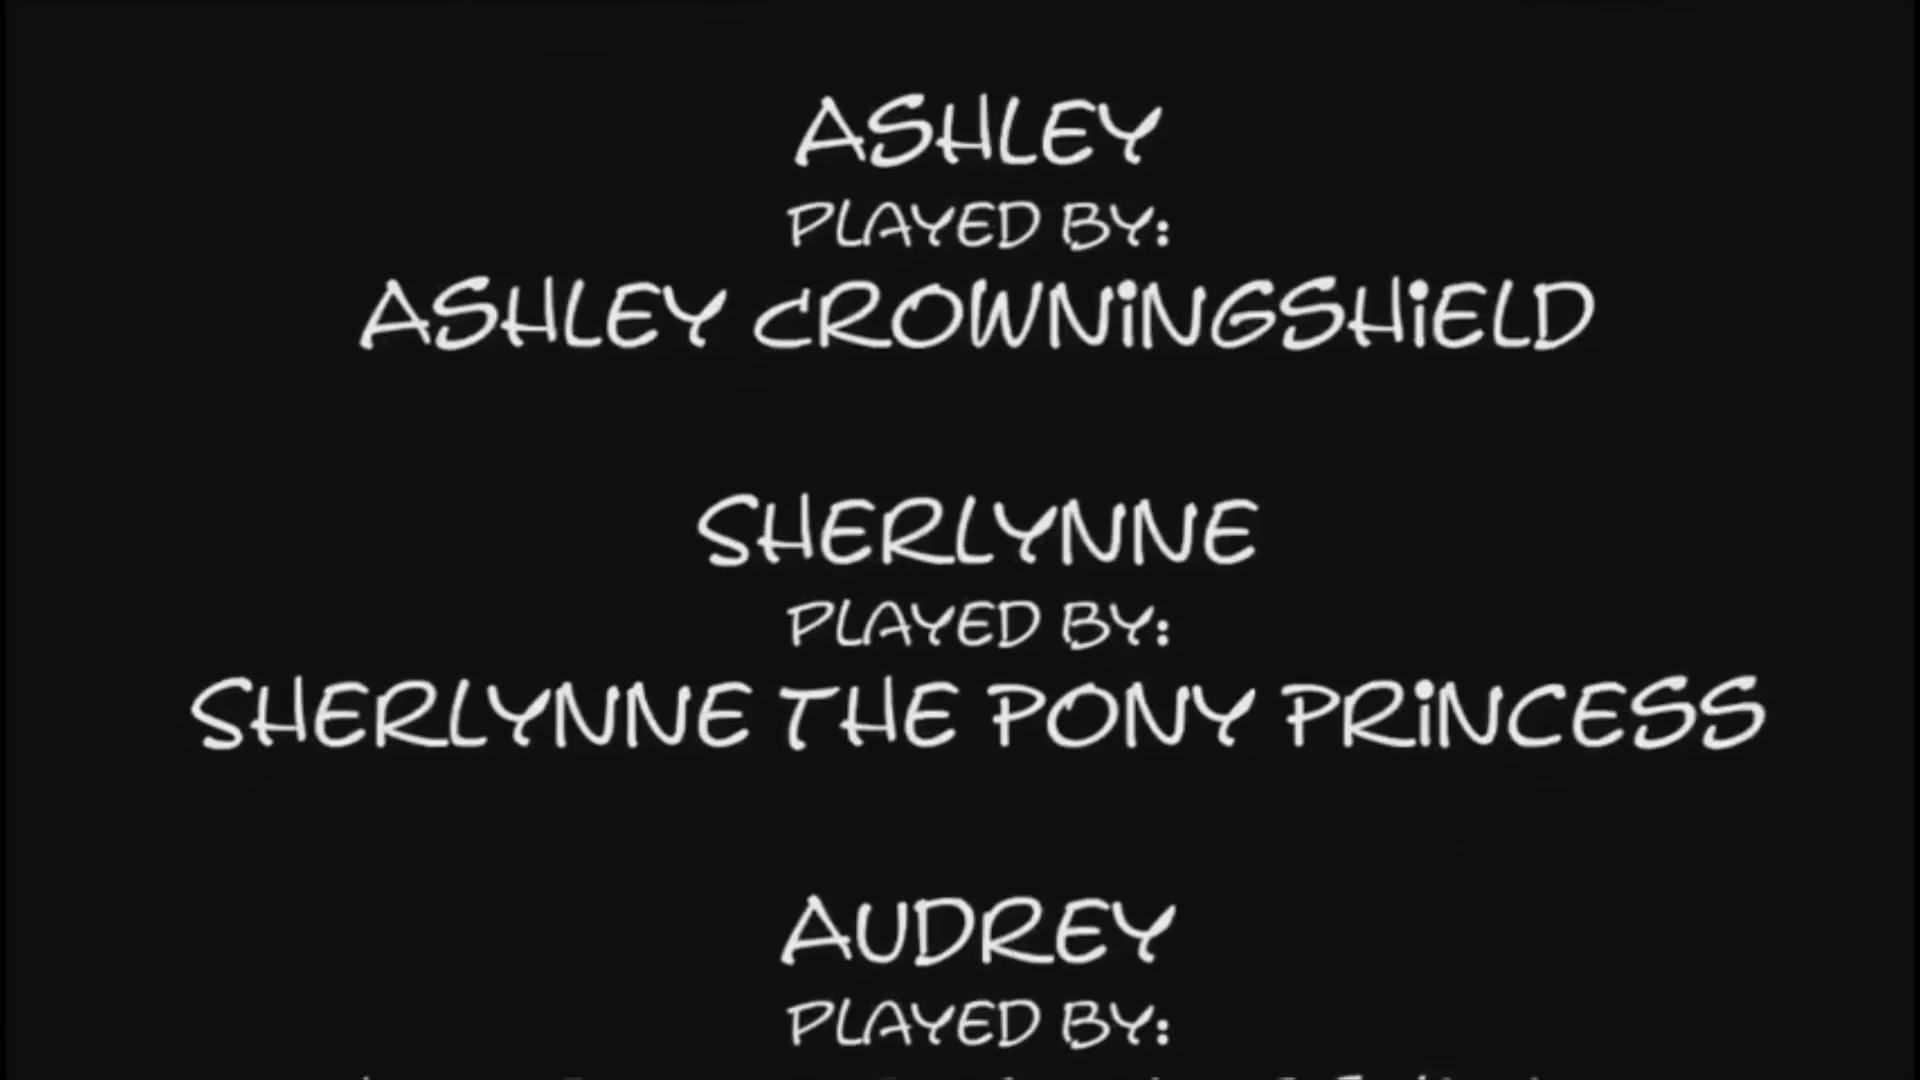 ASHLEY
PLAYED BY:
ASHLEY CROWNiNGSHiELD
SHERLYNNE
PLAYED BY:
SHERLYNNE THE PONY PRiNCESS
AUDREY
PLAYED BY: